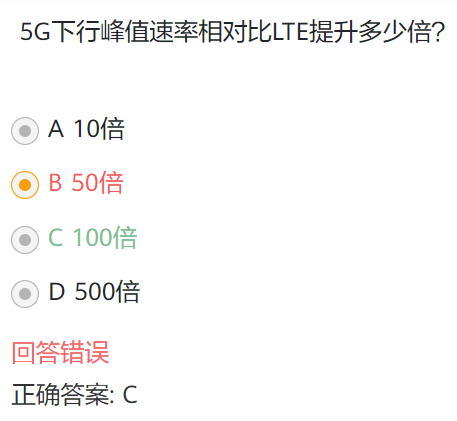 5G下行峰值速率相对比LTE提升多少倍?
A 10倍
B 50倍
C 100倍
D 500倍
回答错误
正确答案: C